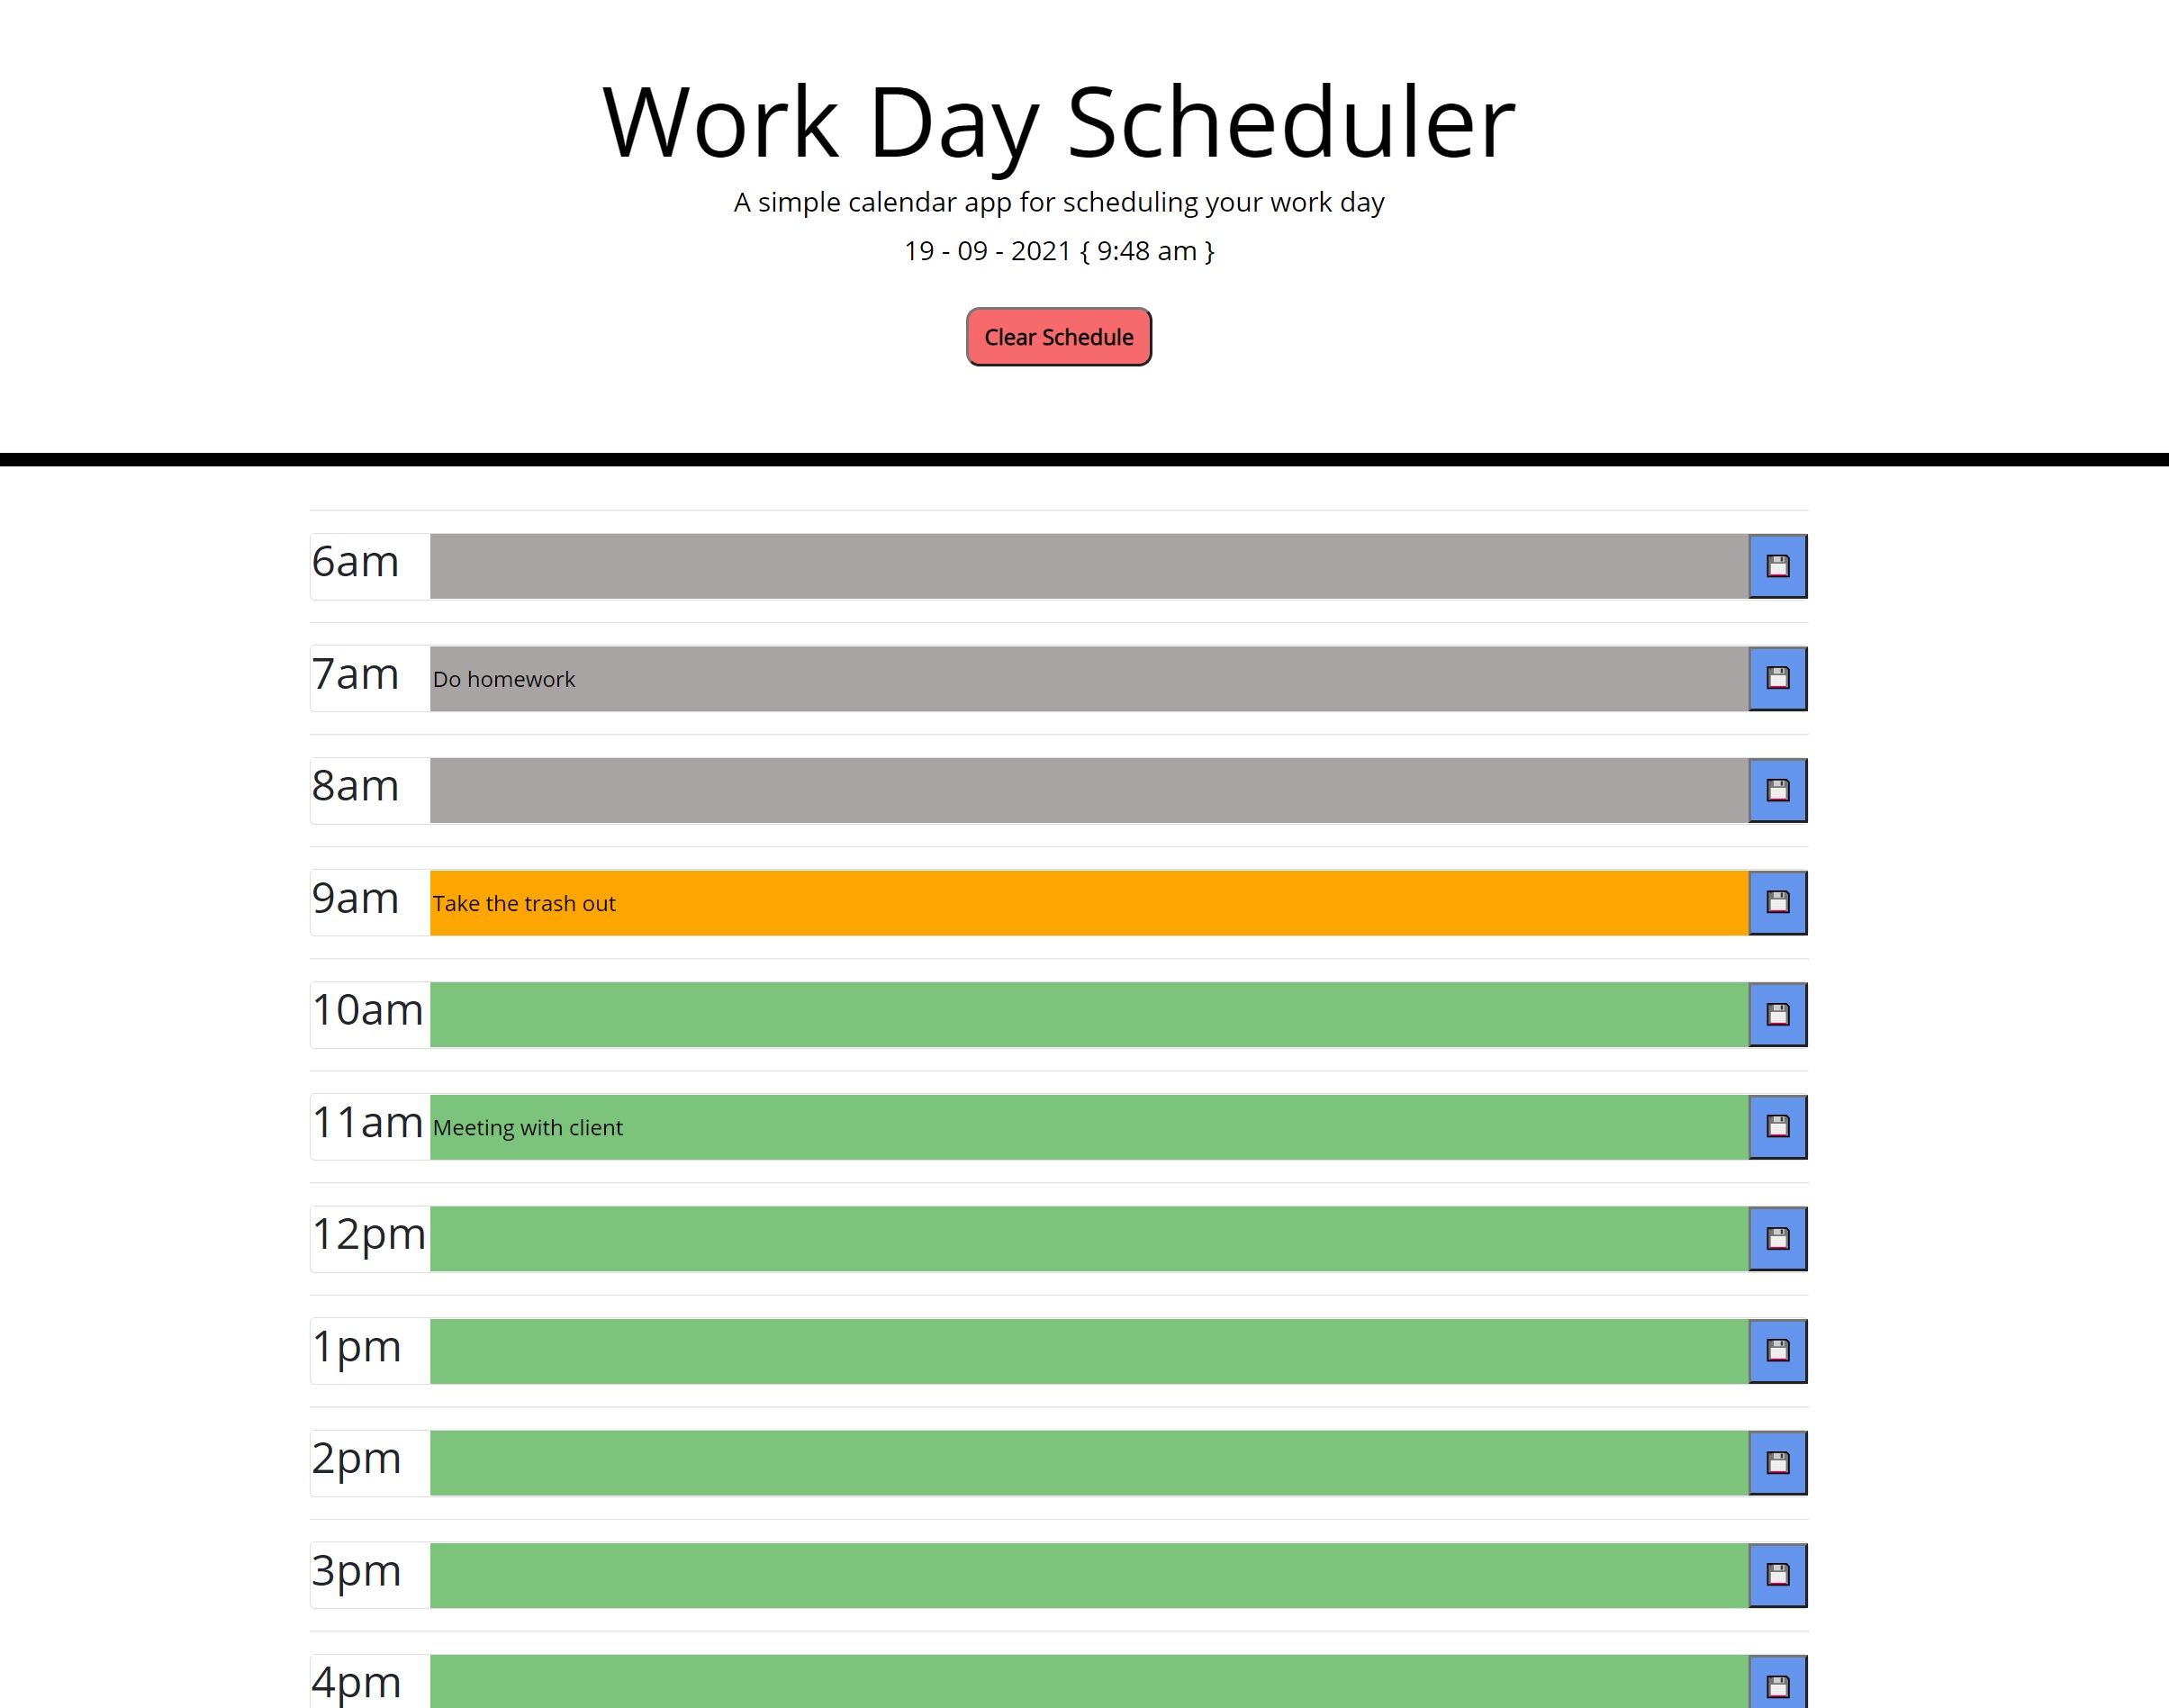 Work Day Scheduler
A simple calendar app for scheduling your work day
19 - 09 - 2021 { 9:48 am }
Clear Schedule
6am
7am Do homework
8am
9am Take the trash out
10am
11am Meeting with client
12pm
1pm
2pm
3pm
4pm